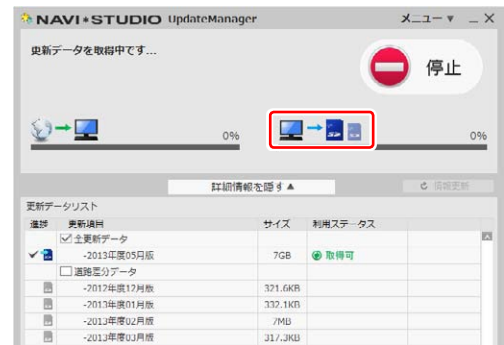 NAVI*STUDIO UpdateManager メニュー ▼ _ X
更新データを取得中です...
停止
0% 0%
詳細情報を隠す▲ 情報更新
更新データリスト
進捗 更新項目 サイズ 利用ステータス
全更新データ
-2013年度05月版 7GB 取得可
道路差分データ
-2012年度12月版 321.6KB
-2013年度01月版 332.1KB
-2013年度02月版 7MB
-2013年度03月版 317.3KB